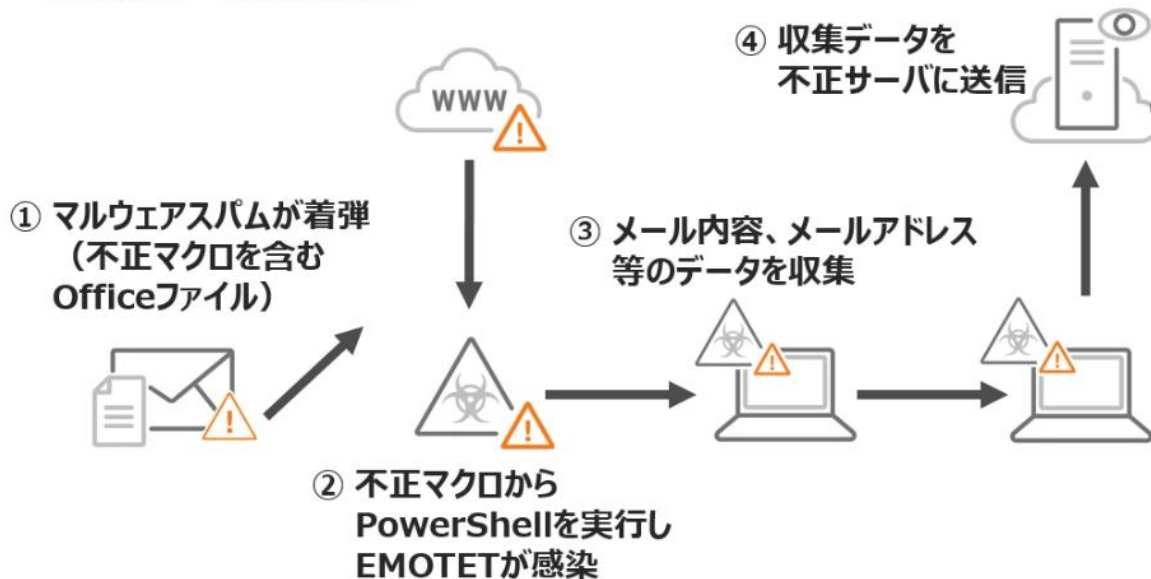 WWW
① マルウェアスパムが着弾
（不正マクロを含む
Officeファイル）
② 不正マクロから
PowerShellを実行し
EMOTETが感染
③ メール内容、メールアドレス
等のデータを収集
④ 収集データを
不正サーバに送信